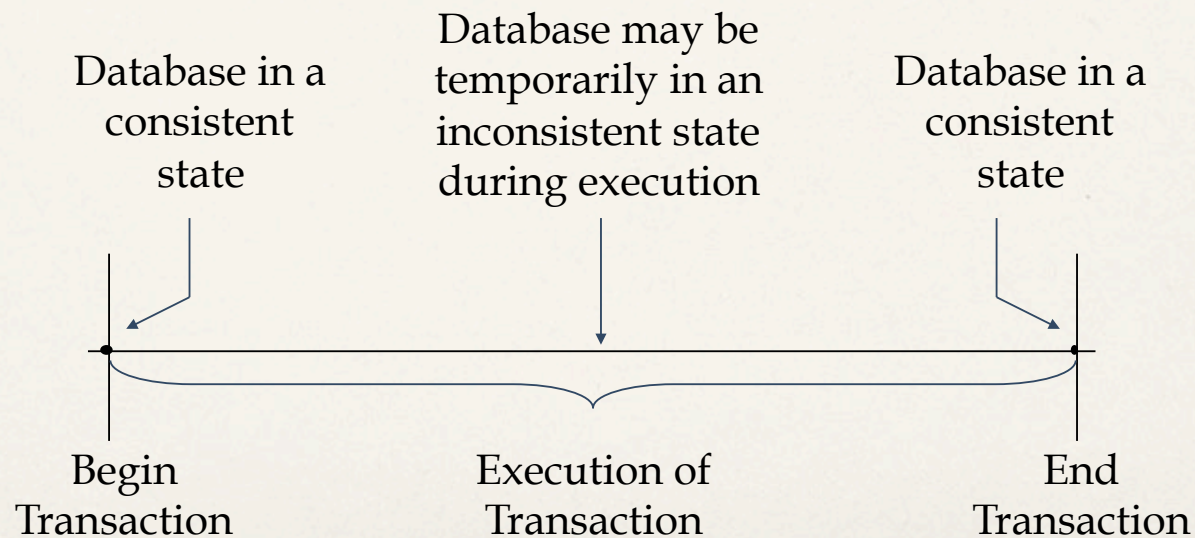 Database in a
consistent
state
Database may be
temporarily in an
inconsistent state
during execution
Database in a
consistent
state
Begin
Transaction
Execution of
Transaction
End
Transaction